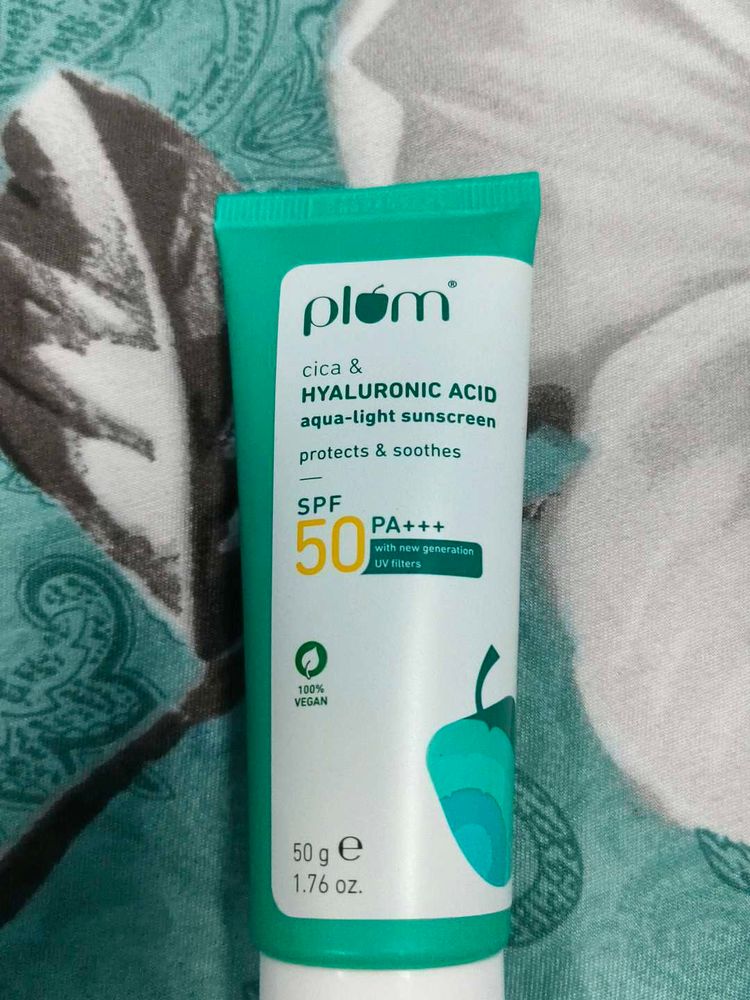 plum®
cica &
HYALURONIC ACID
aqua-light sunscreen
protects & soothes
SPF
50 PA+++
with new generation
UV filters
100%
VEGAN
50 g ℮
1.76 oz.